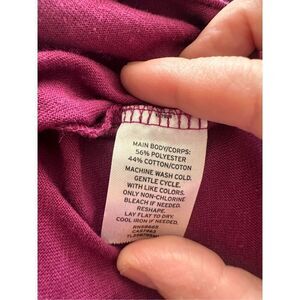 MAIN BODY/CORPS:
56% POLYESTER
44% COTTON/COTON
MACHINE WASH COLD.
GENTLE CYCLE.
WITH LIKE COLORS.
ONLY NON-CHLORINE
BLEACH IF NEEDED.
RESHAPE.
LAY FLAT TO DRY.
COOL IRON IF NEEDED.